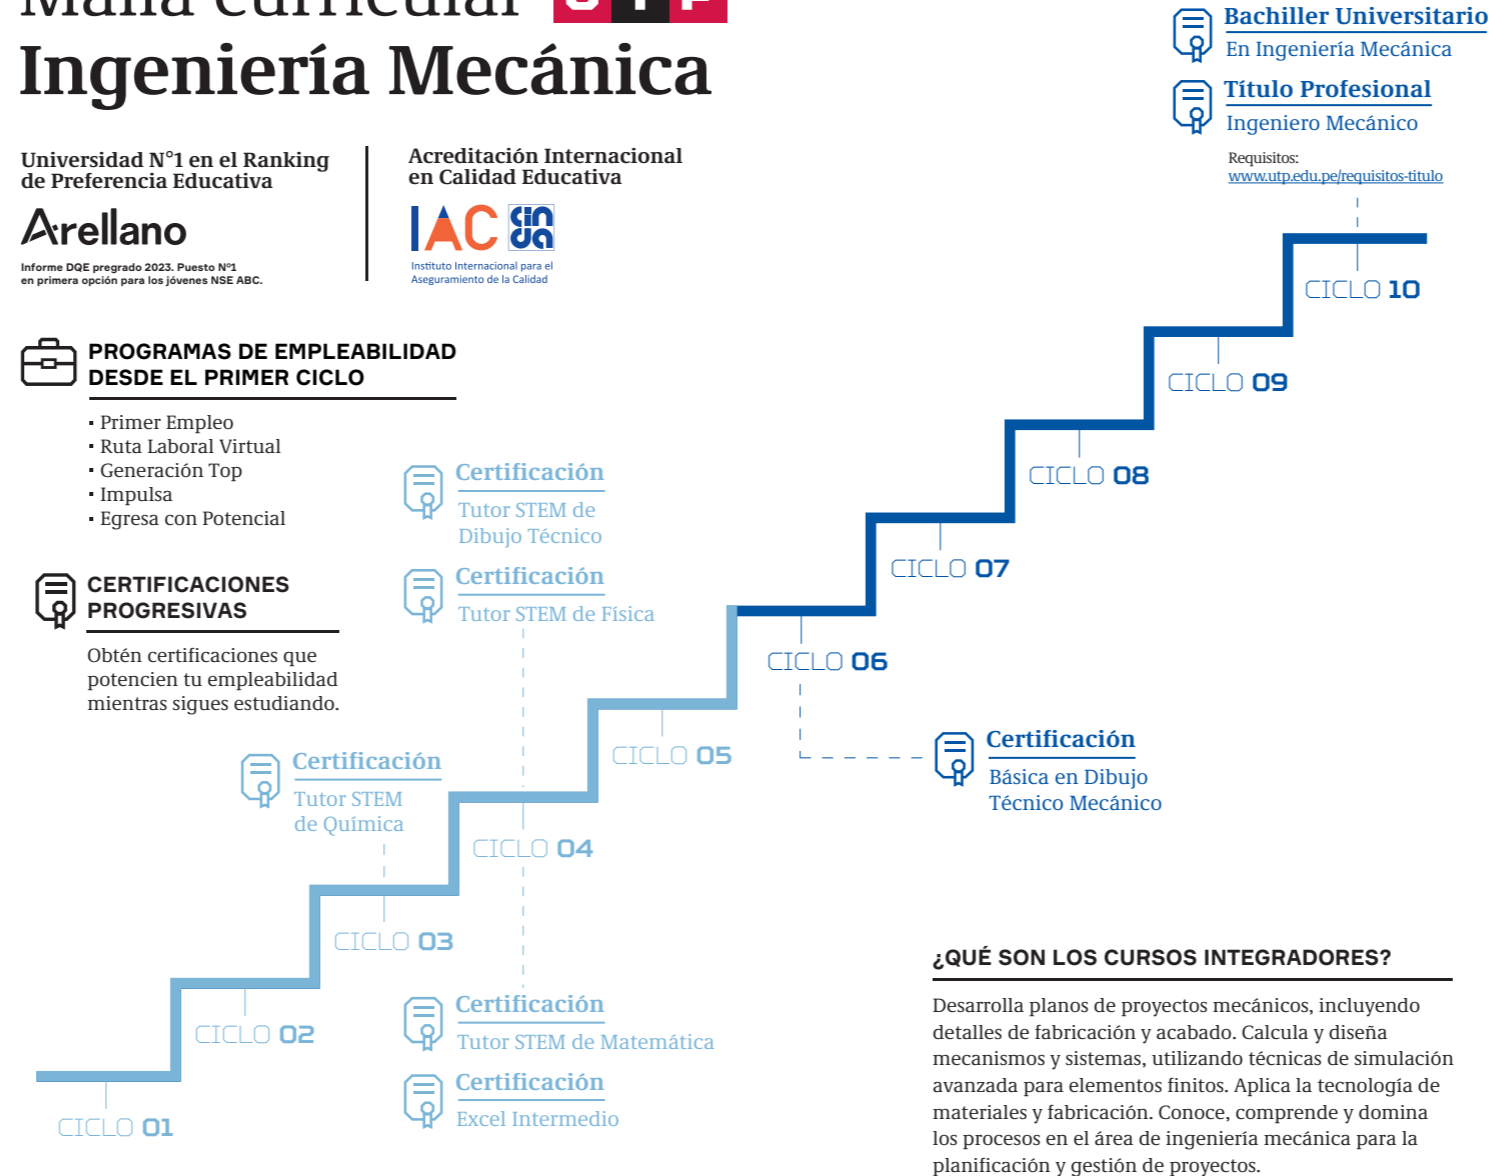 Malla curricular UTP
Ingeniería Mecánica
Universidad N°1 en el Ranking
de Preferencia Educativa
Arellano
Informe DQE pregrado 2023. Puesto N°1
en primera opción para los jóvenes NSE ABC.
Acreditación Internacional
en Calidad Educativa
IAC cinda
Instituto Internacional para el
Aseguramiento de la Calidad
PROGRAMAS DE EMPLEABILIDAD
DESDE EL PRIMER CICLO
▪ Primer Empleo
▪ Ruta Laboral Virtual
▪ Generación Top
▪ Impulsa
▪ Egresa con Potencial
CERTIFICACIONES
PROGRESIVAS
Obtén certificaciones que
potencien tu empleabilidad
mientras sigues estudiando.
CICLO 01
CICLO 02
CICLO 03
Certificación
Tutor STEM
de Química
CICLO 04
Certificación
Tutor STEM de
Dibujo Técnico
Certificación
Tutor STEM de Física
Certificación
Tutor STEM de Matemática
Certificación
Excel Intermedio
CICLO 05
CICLO 06
Certificación
Básica en Dibujo
Técnico Mecánico
CICLO 07
CICLO 08
CICLO 09
CICLO 10
Bachiller Universitario
En Ingeniería Mecánica
Título Profesional
Ingeniero Mecánico
Requisitos:
www.utp.edu.pe/requisitos-titulo
¿QUÉ SON LOS CURSOS INTEGRADORES?
Desarrolla planos de proyectos mecánicos, incluyendo
detalles de fabricación y acabado. Calcula y diseña
mecanismos y sistemas, utilizando técnicas de simulación
avanzada para elementos finitos. Aplica la tecnología de
materiales y fabricación. Conoce, comprende y domina
los procesos en el área de ingeniería mecánica para la
planificación y gestión de proyectos.